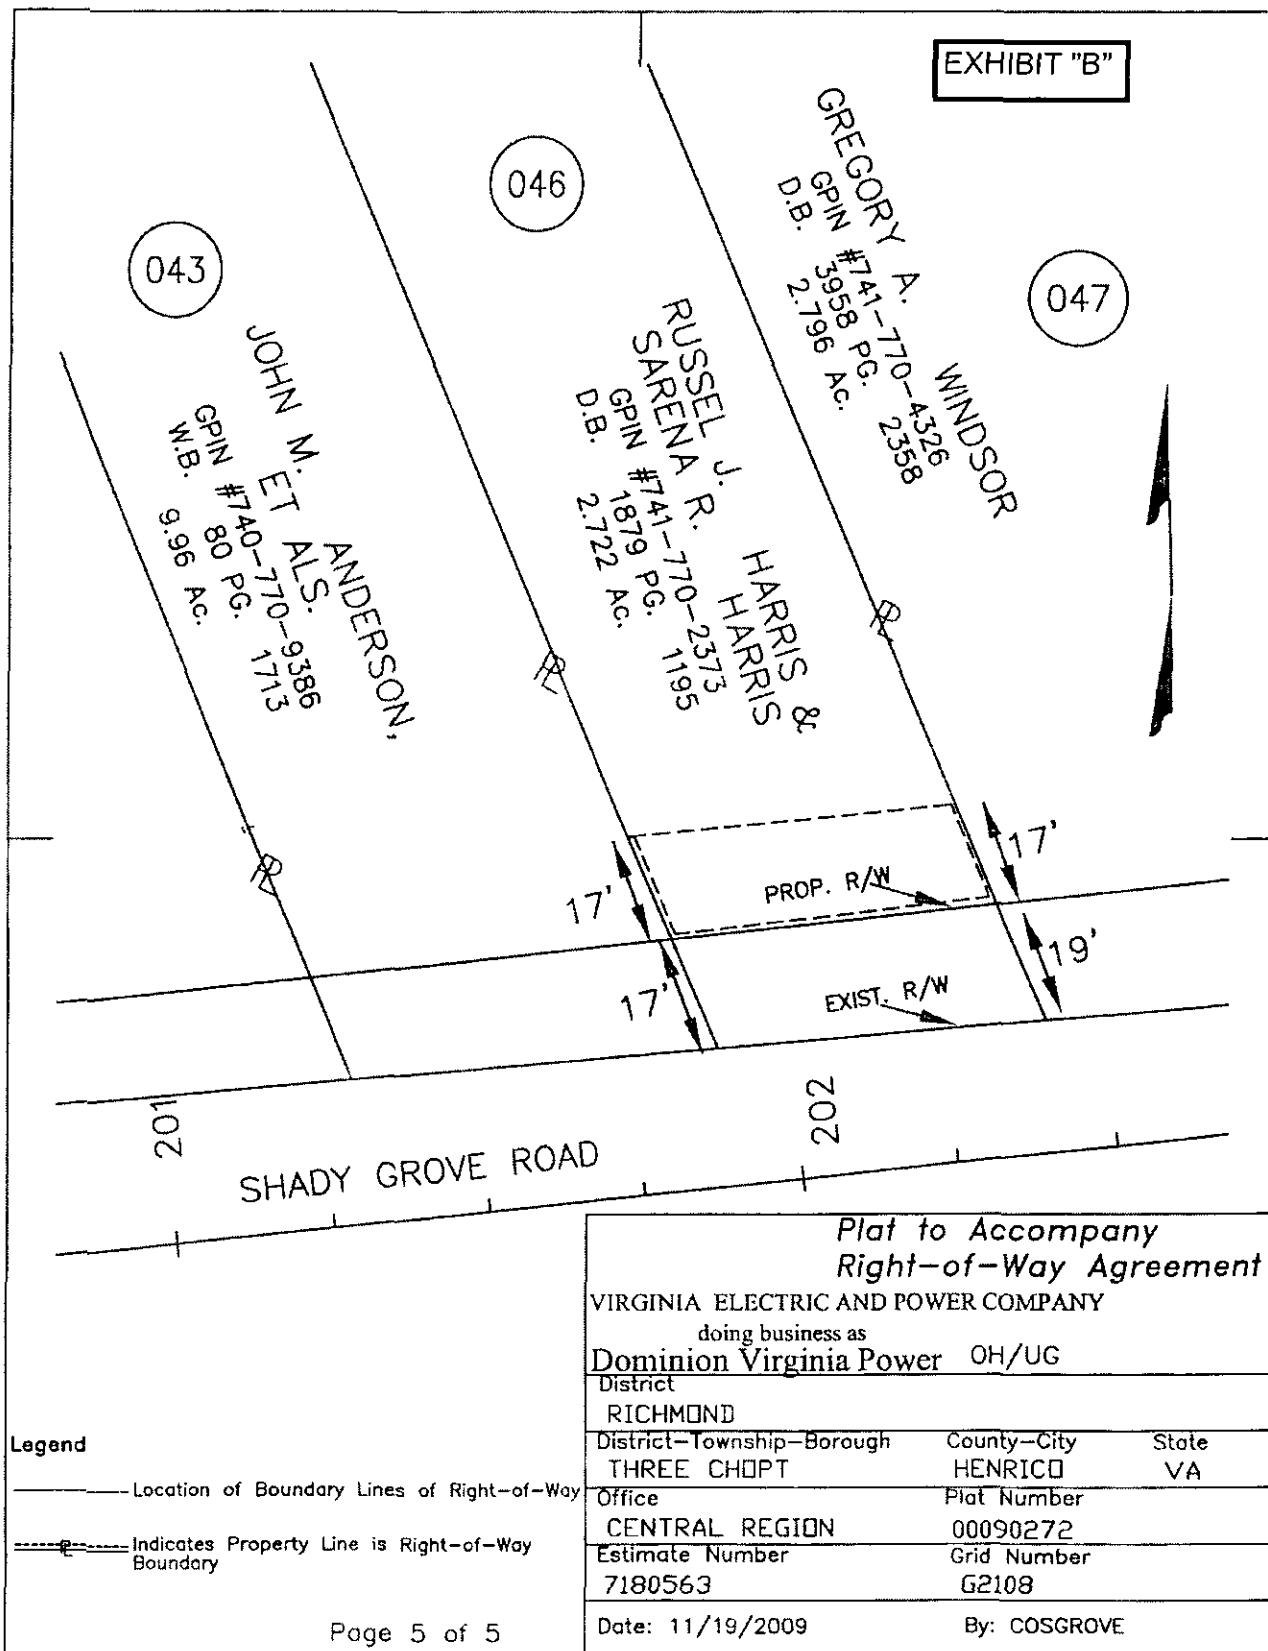 EXHIBIT "B"
043
046
047
JOHN M. ANDERSON,
ET ALS.
GPIN #740-770-9386
W.B. 80 PG. 1713
9.96 Ac.
RUSSEL J. HARRIS &
SARENA R. HARRIS
GPIN #741-770-2373
D.B. 1879 PG. 1195
2.722 Ac.
GREGORY A. WINDSOR
GPIN #741-770-4326
D.B. 3958 PG. 2358
2.796 Ac.
PL
PL
PL
17'
17'
PROP. R/W
17'
19'
EXIST. R/W
201
202
SHADY GROVE ROAD
Plat to Accompany
Right-of-Way Agreement
VIRGINIA ELECTRIC AND POWER COMPANY
doing business as
Dominion Virginia Power OH/UG
District
RICHMOND
District-Township-Borough County-City State
THREE CHOPT HENRICO VA
Office Plat Number
CENTRAL REGION 00090272
Estimate Number Grid Number
7180563 G2108
Date: 11/19/2009 By: COSGROVE
Legend
Location of Boundary Lines of Right-of-Way
PL Indicates Property Line is Right-of-Way
Boundary
Page 5 of 5